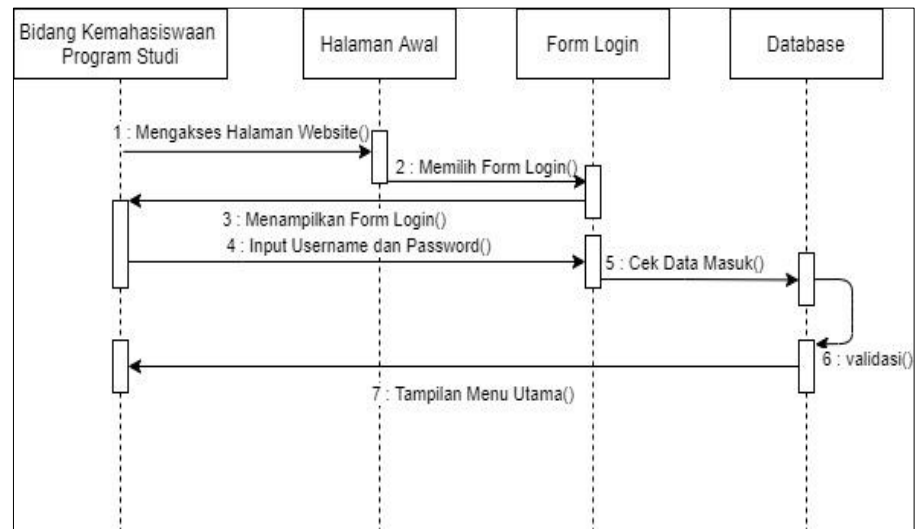 Bidang Kemahasiswaan
Program Studi
Halaman Awal
Form Login
Database
1 : Mengakses Halaman Website()
2 : Memilih Form Login()
3 : Menampilkan Form Login()
4 : Input Username dan Password()
5 : Cek Data Masuk()
6 : validasi()
7 : Tampilan Menu Utama()